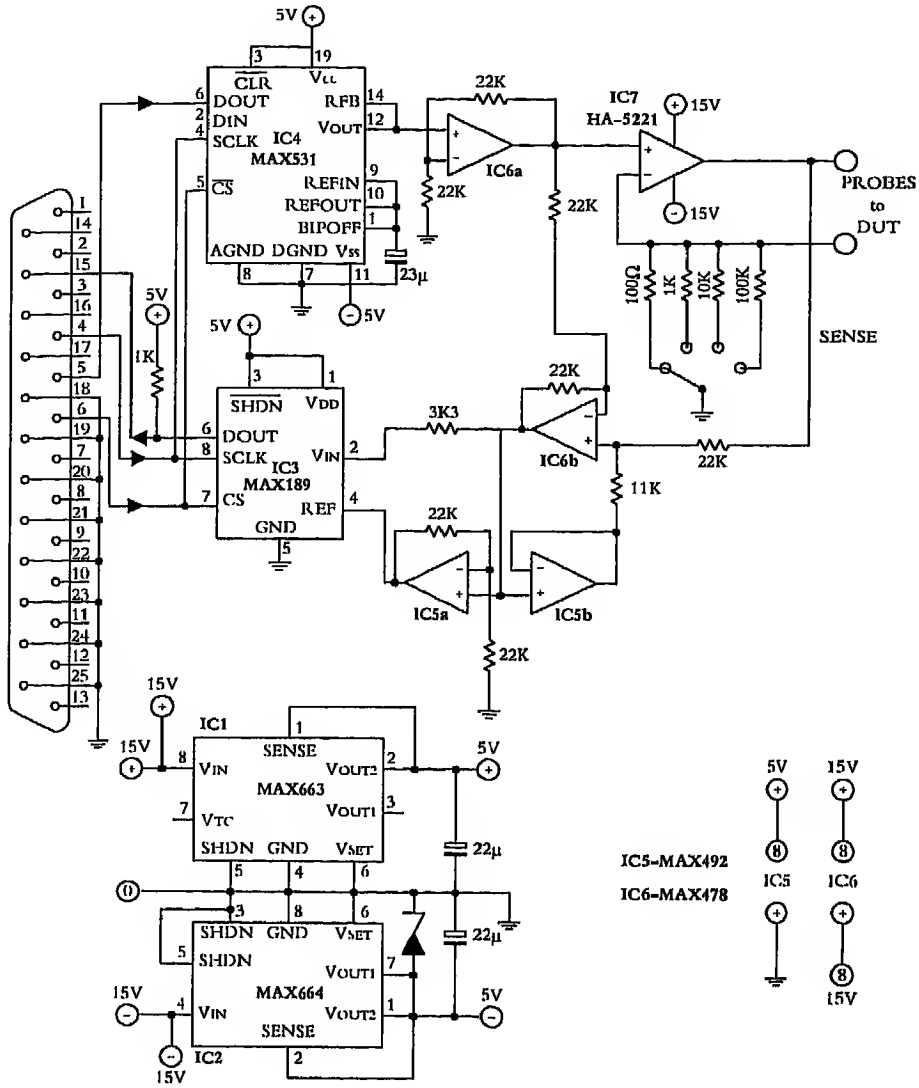 5V
3
19
CLR
VCC
6
DOUT
RFB
14
2
DIN
VOUT
12
4
SCLK
IC4
MAX531
5
CS
REFIN
9
REFOUT
10
BIPOFF
1
AGND
DGND
VSS
8
7
11
23μ
5V
22K
IC6a
22K
22K
IC7
HA-5221
15V
15V
PROBES
to
DUT
100Ω
1K
10K
100K
SENSE
1
14
2
15
3
16
4
17
5
18
6
19
7
20
8
21
9
22
10
23
11
24
12
25
13
5V
1K
5V
3
1
SHDN
VDD
6
DOUT
8
SCLK
VIN
2
IC3
MAX189
7
CS
REF
4
GND
5
3K3
22K
IC6b
22K
11K
22K
IC5a
IC5b
22K
15V
IC1
1
15V
8
VIN
SENSE
VOUT2
2
5V
MAX663
7
VTC
VOUT1
3
SHDN
GND
VSET
5
4
6
22μ
0
3
8
6
SHDN
GND
VSET
5
SHDN
22μ
VOUT1
7
MAX664
15V
4
VIN
VOUT2
1
5V
SENSE
15V
IC2
2
5V
15V
8
8
IC5=MAX492
IC5
IC6
IC6=MAX478
8
15V